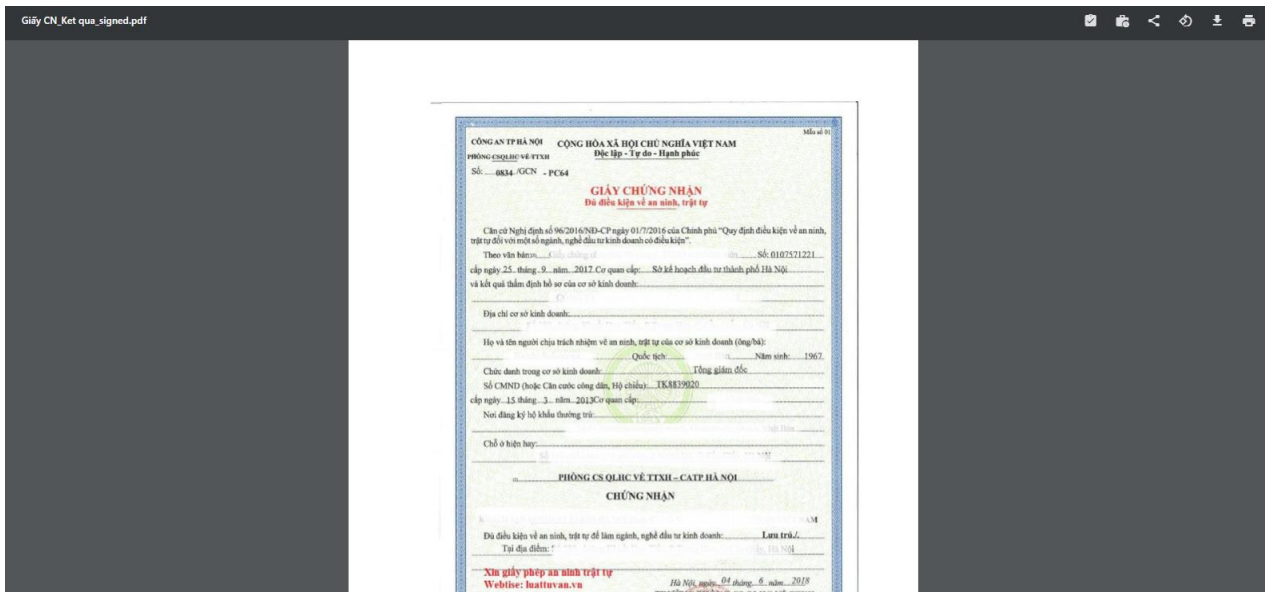 Giấy CN_Ket qua_signed.pdf
Mẫu số 01
CÔNG AN TP HÀ NỘI CỘNG HÒA XÃ HỘI CHỦ NGHĨA VIỆT NAM
PHÒNG CSQLHC VỀ TTXH Độc lập - Tự do - Hạnh phúc
Số: 0834 /GCN - PC64
GIẤY CHỨNG NHẬN
Đủ điều kiện về an ninh, trật tự
Căn cứ Nghị định số 96/2016/NĐ-CP ngày 01/7/2016 của Chính phủ “Quy định điều kiện về an ninh,
trật tự đối với một số ngành, nghề đầu tư kinh doanh có điều kiện”.
Theo văn bản: Số: 0107571221
cấp ngày 25 tháng 9 năm 2017 Cơ quan cấp: Sở kế hoạch đầu tư thành phố Hà Nội
và kết quả thẩm định hồ sơ của cơ sở kinh doanh:
Địa chỉ cơ sở kinh doanh:
Họ và tên người chịu trách nhiệm về an ninh, trật tự của cơ sở kinh doanh (ông/bà):
Quốc tịch: Năm sinh: 1967.
Chức danh trong cơ sở kinh doanh: Tổng giám đốc
Số CMND (hoặc Căn cước công dân, Hộ chiếu): TK8839020
cấp ngày 15 tháng 3 năm 2013 Cơ quan cấp:
Nơi đăng ký hộ khẩu thường trú:
Chỗ ở hiện nay:
PHÒNG CS QLHC VỀ TTXH – CATP HÀ NỘI
CHỨNG NHẬN
Đủ điều kiện về an ninh, trật tự để làm ngành, nghề đầu tư kinh doanh: Lưu trú./.
Tại địa điểm: Hà Nội
Xin giấy phép an ninh trật tự
Webtise: luattuvan.vn
Hà Nội, ngày 04 tháng 6 năm 2018